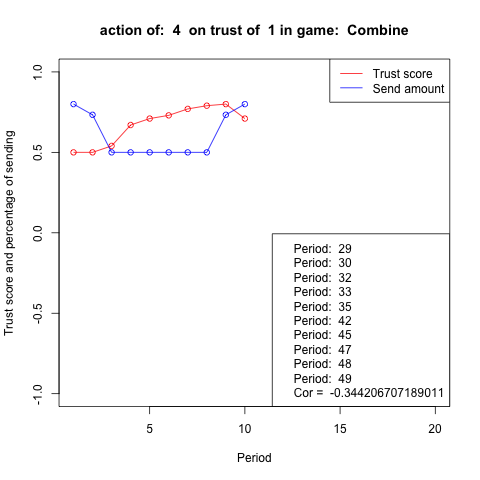 action of:  4  on trust of  1 in game:  Combine
Trust score
Send amount
Trust score and percentage of sending
1.0
0.5
0.0
-0.5
-1.0
Period:  29
Period:  30
Period:  32
Period:  33
Period:  35
Period:  42
Period:  45
Period:  47
Period:  48
Period:  49
Cor =  -0.344206707189011
5
10
15
20
Period